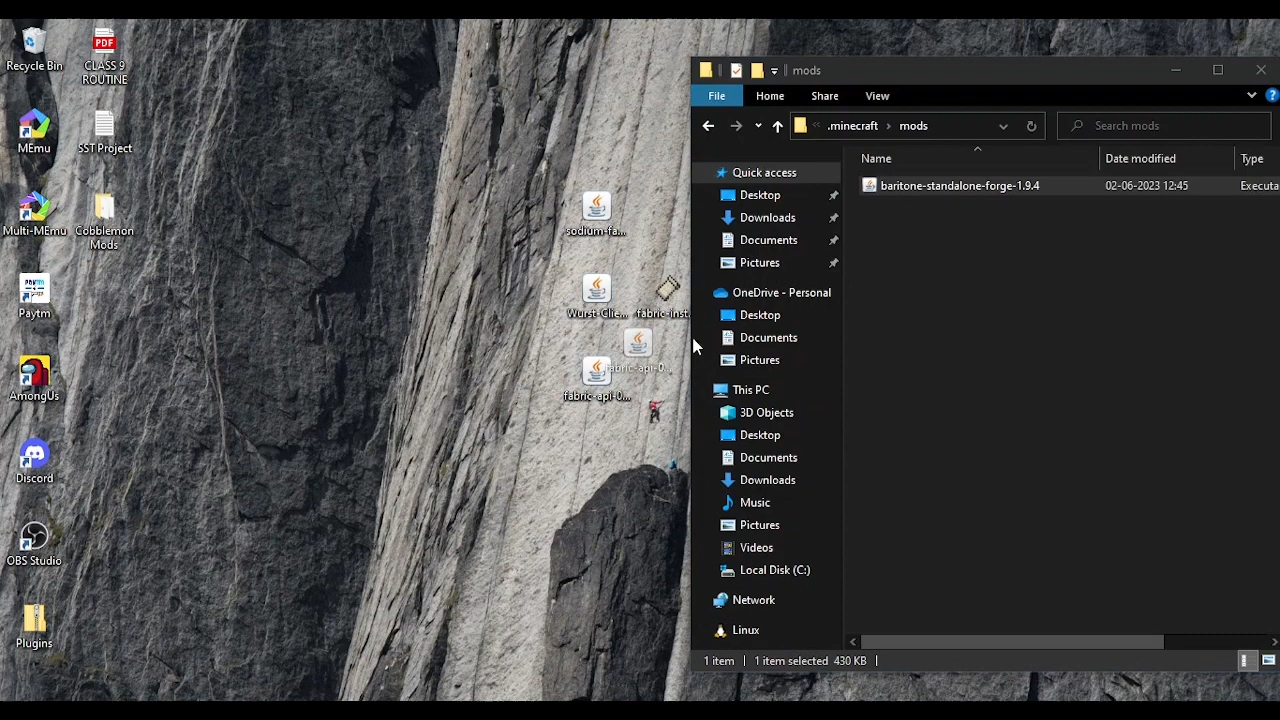 Recycle Bin
CLASS 9
ROUTINE
MEmu
SST Project
Multi-MEmu
Cobblemon
Mods
Paytm
AmongUs
Discord
OBS Studio
Plugins
sodium-fa...
Wurst-Clie...
fabric-inst...
fabric-api-0...
fabric-api-0...
mods
File
Home
Share
View
.minecraft
mods
Search mods
Name
Date modified
Type
baritone-standalone-forge-1.9.4
02-06-2023 12:45
Executa
Quick access
Desktop
Downloads
Documents
Pictures
OneDrive - Personal
Desktop
Documents
Pictures
This PC
3D Objects
Desktop
Documents
Downloads
Music
Pictures
Videos
Local Disk (C:)
Network
Linux
1 item
1 item selected 430 KB